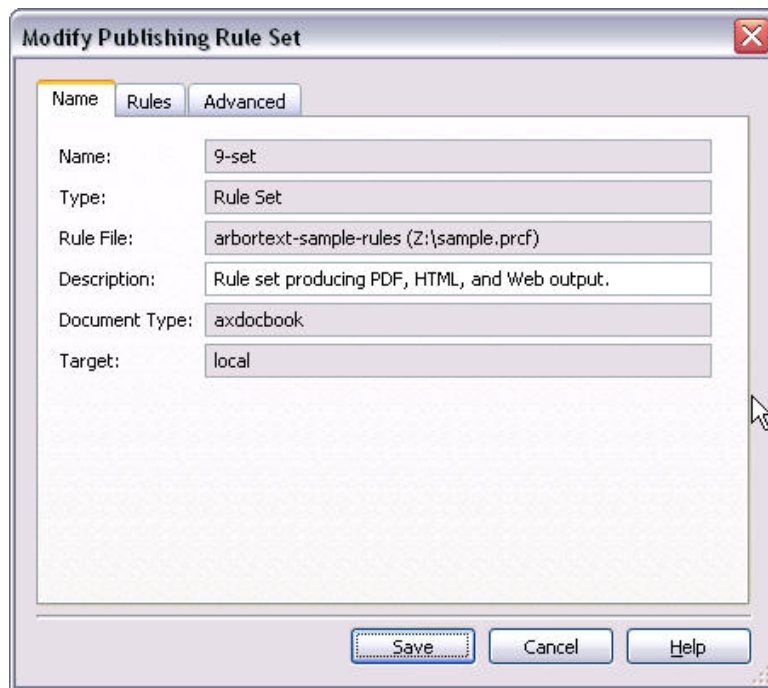 Modify Publishing Rule Set
Name Rules Advanced
Name: 9-set
Type: Rule Set
Rule File: arbortext-sample-rules (Z:\sample.prcf)
Description: Rule set producing PDF, HTML, and Web output.
Document Type: axdocbook
Target: local
Save Cancel Help